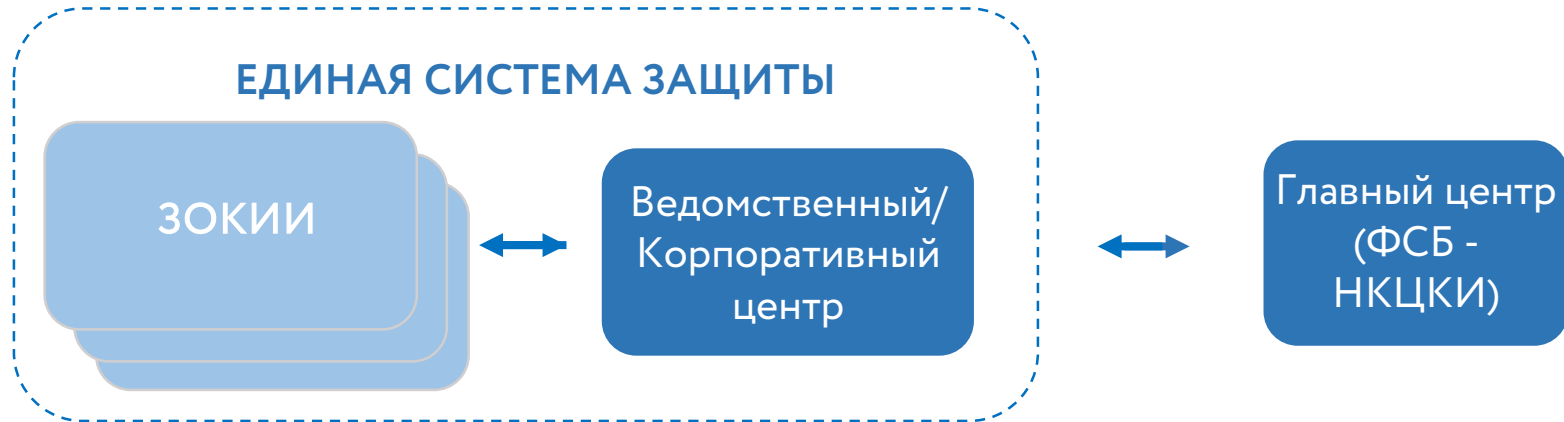 ЕДИНАЯ СИСТЕМА ЗАЩИТЫ
ЗОКИИ
Ведомственный/
Корпоративный
центр
Главный центр
(ФСБ -
НКЦКИ)